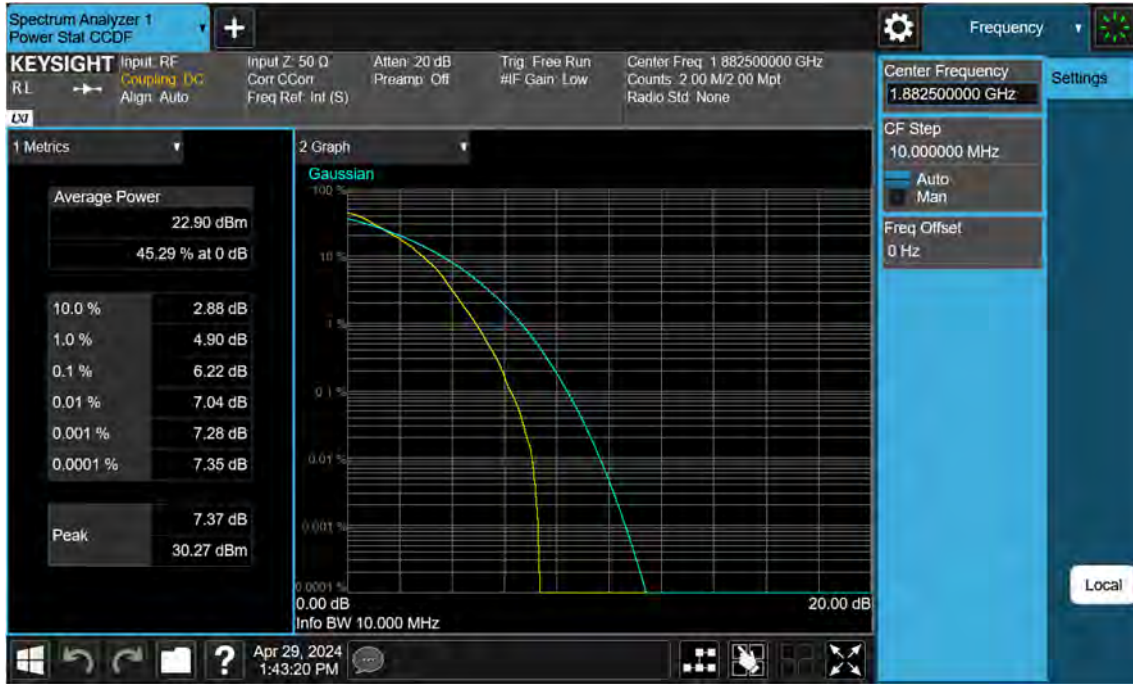 Spectrum Analyzer 1
Power Stat CCDF
Frequency
KEYSIGHT
RL
LXI
Input: RF
Coupling: DC
Align: Auto
Input Z: 50 Ω
Corr CCorr
Freq Ref: Int (S)
Atten: 20 dB
Preamp: Off
Trig: Free Run
#IF Gain: Low
Center Freq: 1.882500000 GHz
Counts: 2.00 M/2.00 Mpt
Radio Std: None
Center Frequency
1.882500000 GHz
Settings
CF Step
10.000000 MHz
Auto
Man
Freq Offset
0 Hz
Local
1 Metrics
Average Power
22.90 dBm
45.29 % at 0 dB
10.0 % 2.88 dB
1.0 % 4.90 dB
0.1 % 6.22 dB
0.01 % 7.04 dB
0.001 % 7.28 dB
0.0001 % 7.35 dB
Peak
7.37 dB
30.27 dBm
2 Graph
Gaussian
100 %
10 %
1 %
0.1 %
0.01 %
0.001 %
0.0001 %
0.00 dB
20.00 dB
Info BW 10.000 MHz
?
Apr 29, 2024
1:43:20 PM